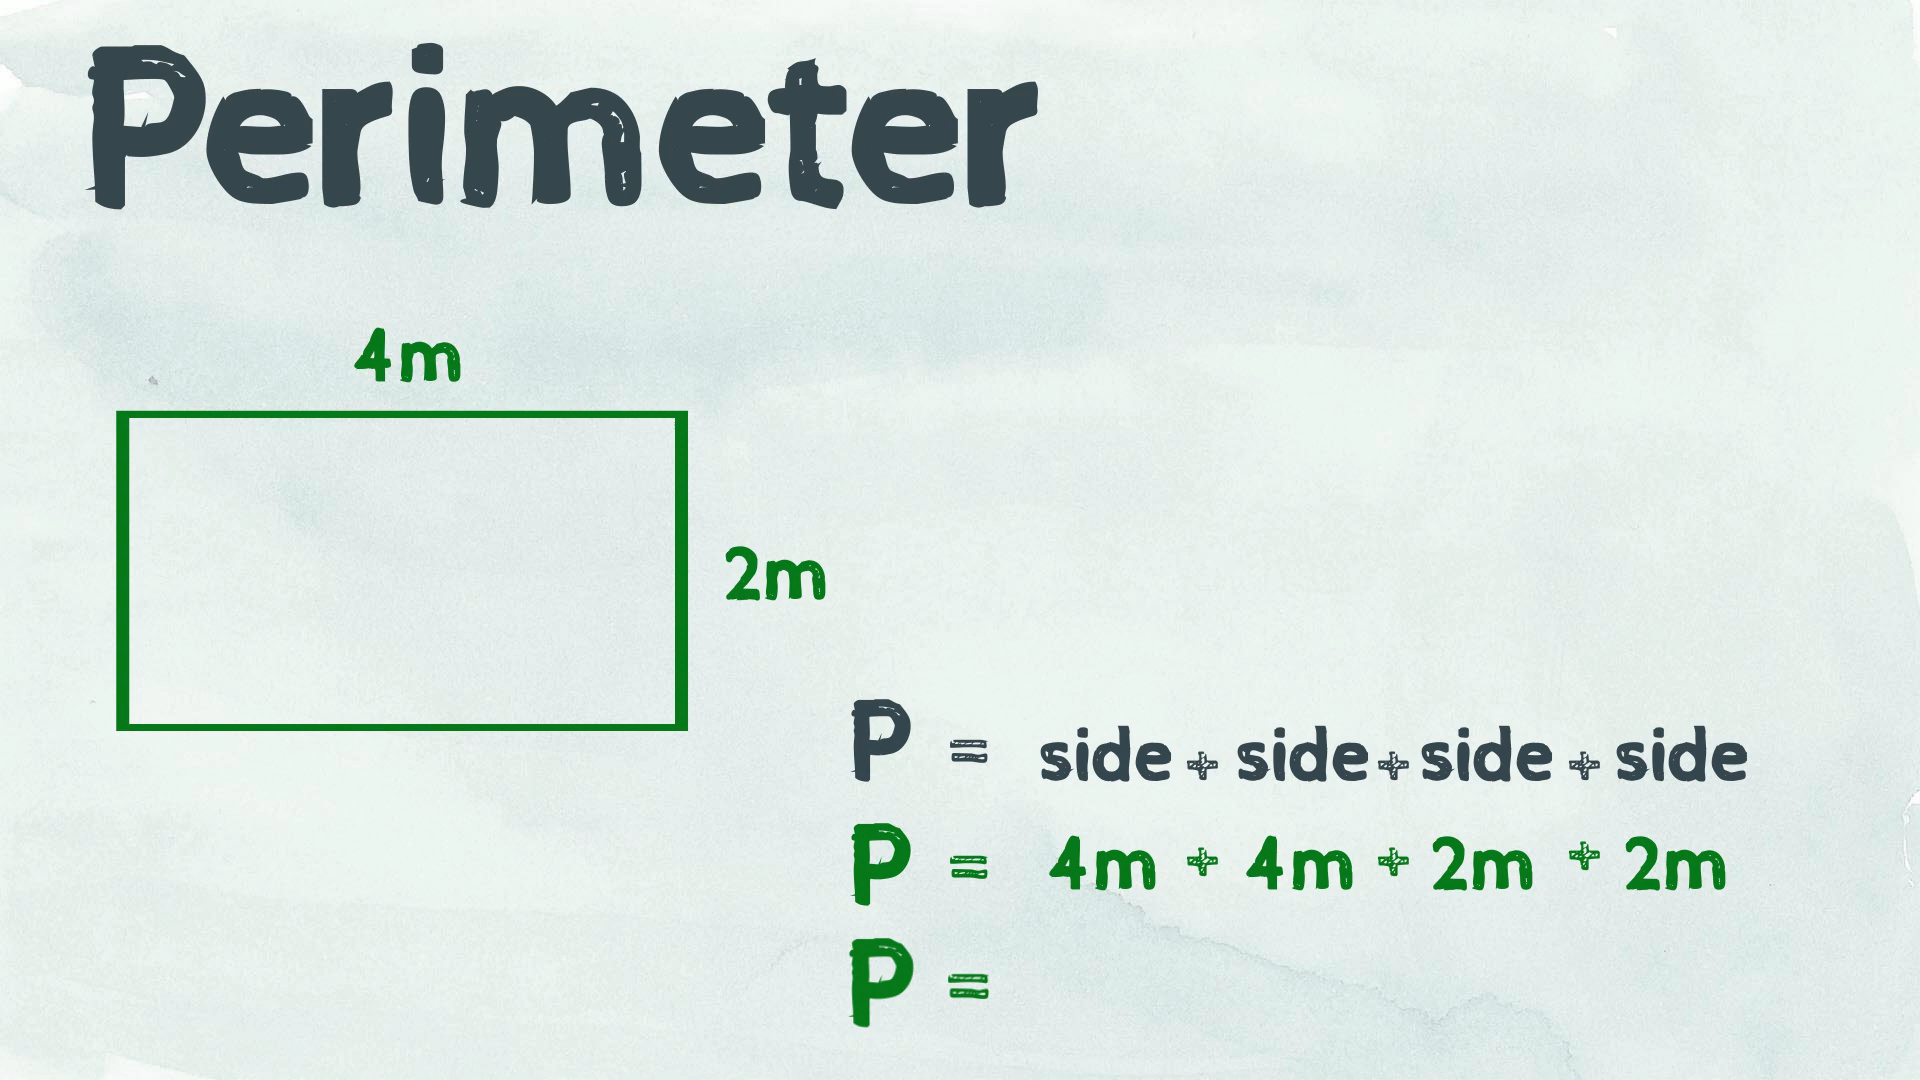 Perimeter
4m
2m
P = side + side + side + side
P = 4m + 4m + 2m + 2m
P =